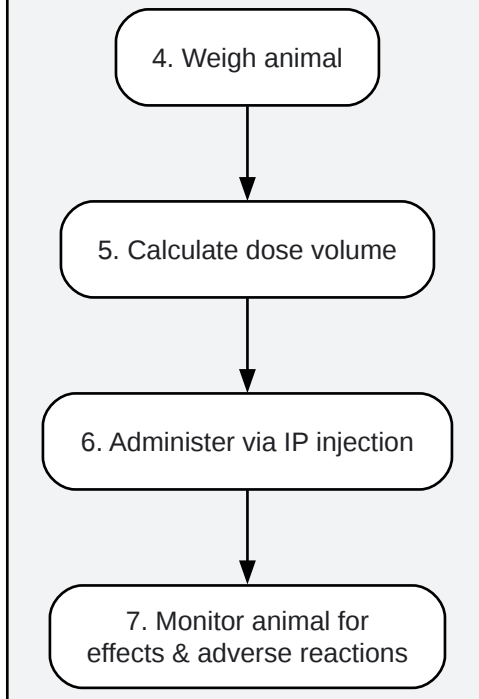 4. Weigh animal
5. Calculate dose volume
6. Administer via IP injection
7. Monitor animal for
effects & adverse reactions